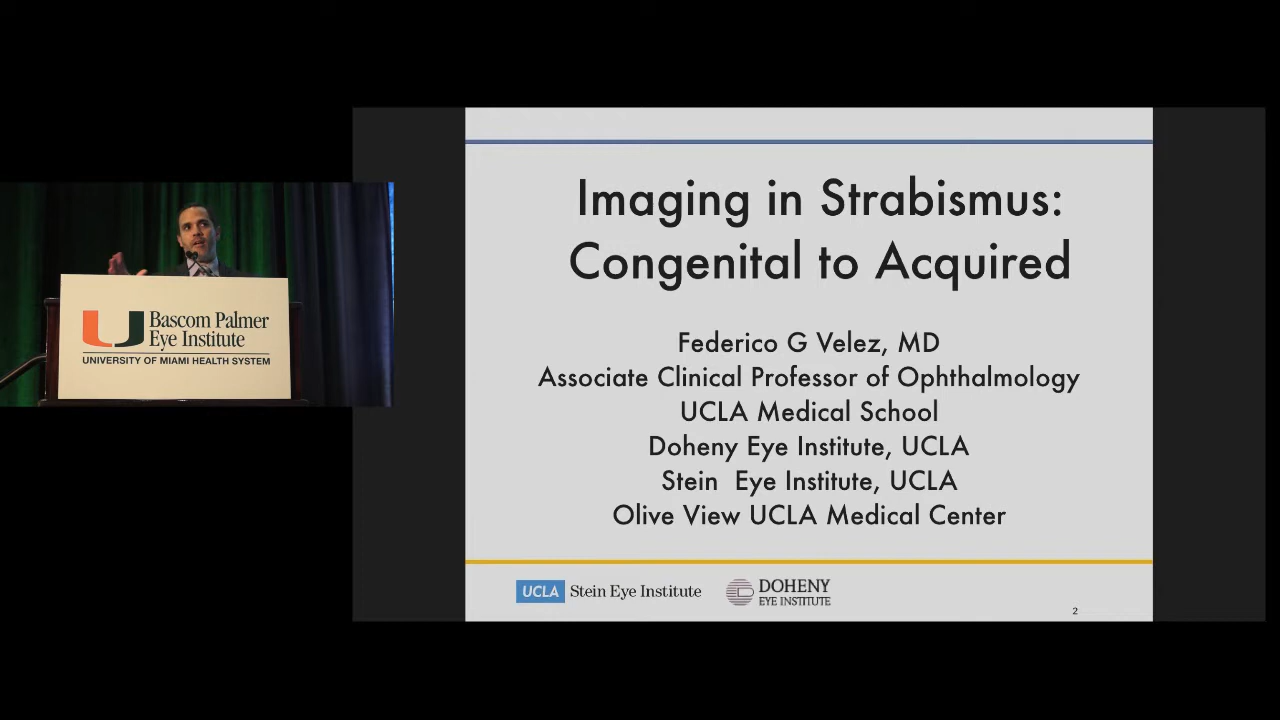 Bascom Palmer
Eye Institute
UNIVERSITY OF MIAMI HEALTH SYSTEM
Imaging in Strabismus:
Congenital to Acquired
Federico G Velez, MD
Associate Clinical Professor of Ophthalmology
UCLA Medical School
Doheny Eye Institute, UCLA
Stein Eye Institute, UCLA
Olive View UCLA Medical Center
UCLA Stein Eye Institute
DOHENY
EYE INSTITUTE
2